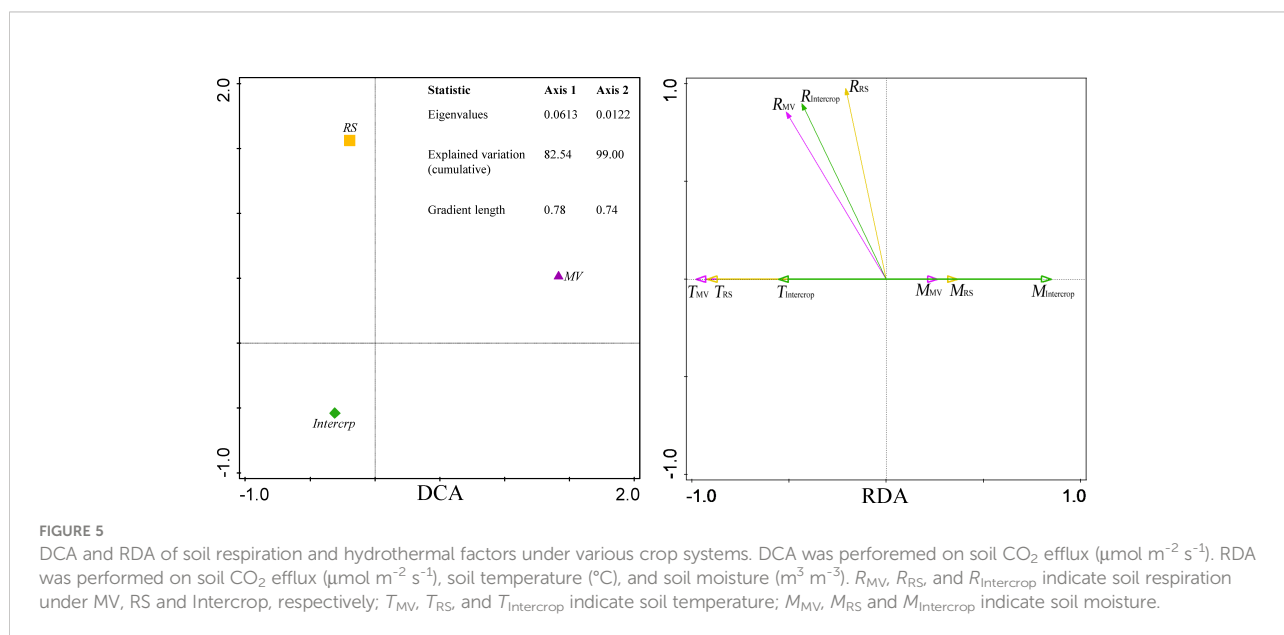 2.0
-1.0
-1.0
2.0
DCA
RS
MV
Intercrp
Statistic Axis 1 Axis 2
Eigenvalues 0.0613 0.0122
Explained variation 82.54 99.00
(cumulative)
Gradient length 0.78 0.74
1.0
-1.0
-1.0
1.0
RDA
RMV
RIntercrop
RRS
TMV TRS TIntercrop MMV MRS MIntercrop
FIGURE 5
DCA and RDA of soil respiration and hydrothermal factors under various crop systems. DCA was perforemed on soil CO₂ efflux (μmol m⁻² s⁻¹). RDA
was performed on soil CO₂ efflux (μmol m⁻² s⁻¹), soil temperature (°C), and soil moisture (m³ m⁻³). RMV, RRS, and RIntercrop indicate soil respiration
under MV, RS and Intercrop, respectively; TMV, TRS, and TIntercrop indicate soil temperature; MMV, MRS and MIntercrop indicate soil moisture.